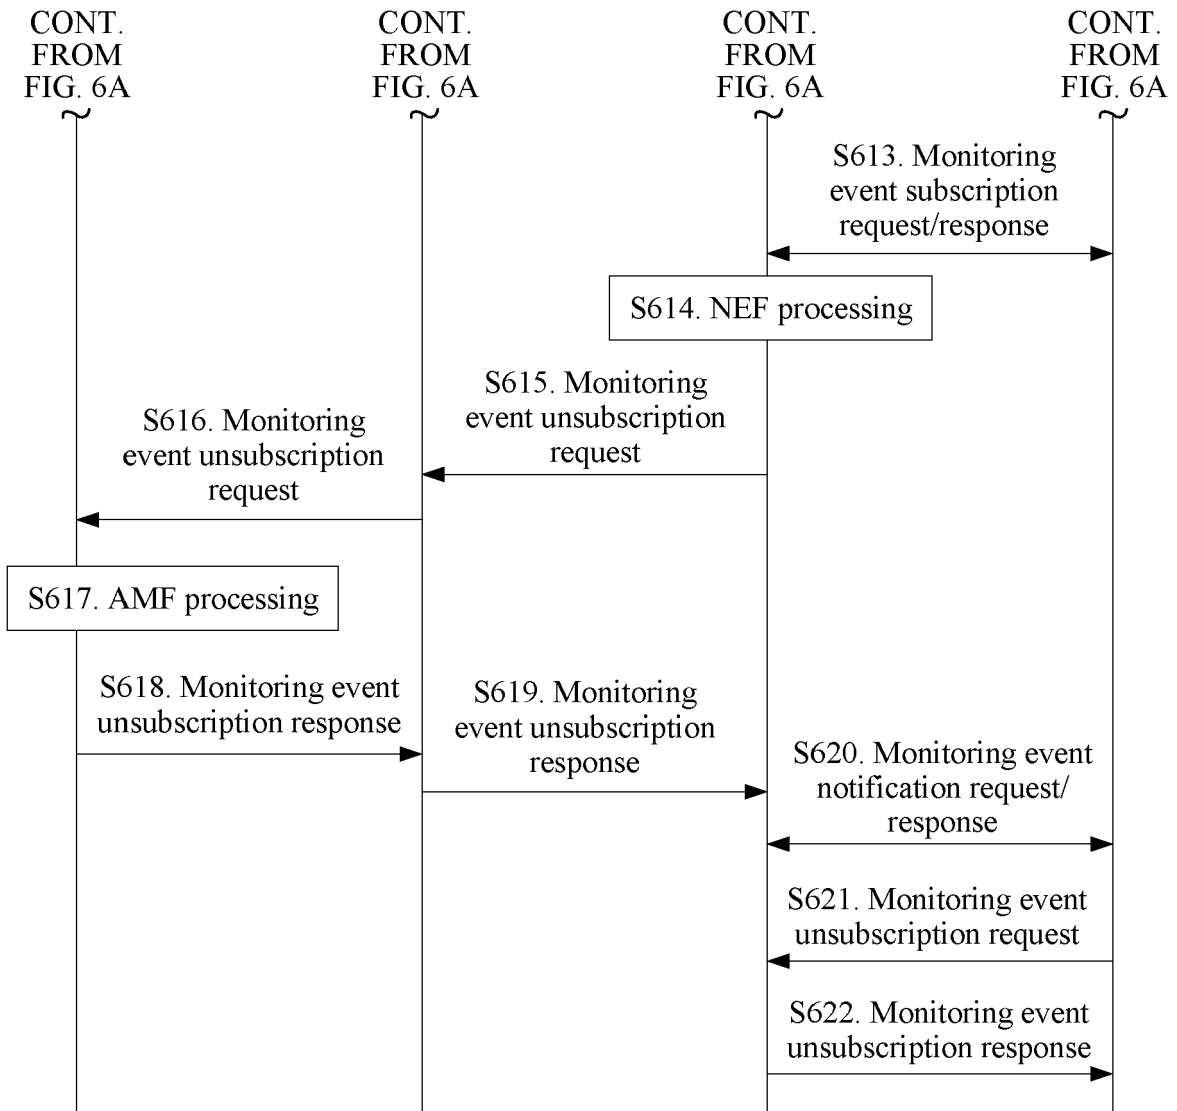 CONT.
FROM
FIG. 6A
CONT.
FROM
FIG. 6A
CONT.
FROM
FIG. 6A
CONT.
FROM
FIG. 6A
S613. Monitoring
event subscription
request/response
S614. NEF processing
S615. Monitoring
event unsubscription
request
S616. Monitoring
event unsubscription
request
S617. AMF processing
S618. Monitoring event
unsubscription response
S619. Monitoring
event unsubscription
response
S620. Monitoring event
notification request/
response
S621. Monitoring event
unsubscription request
S622. Monitoring event
unsubscription response